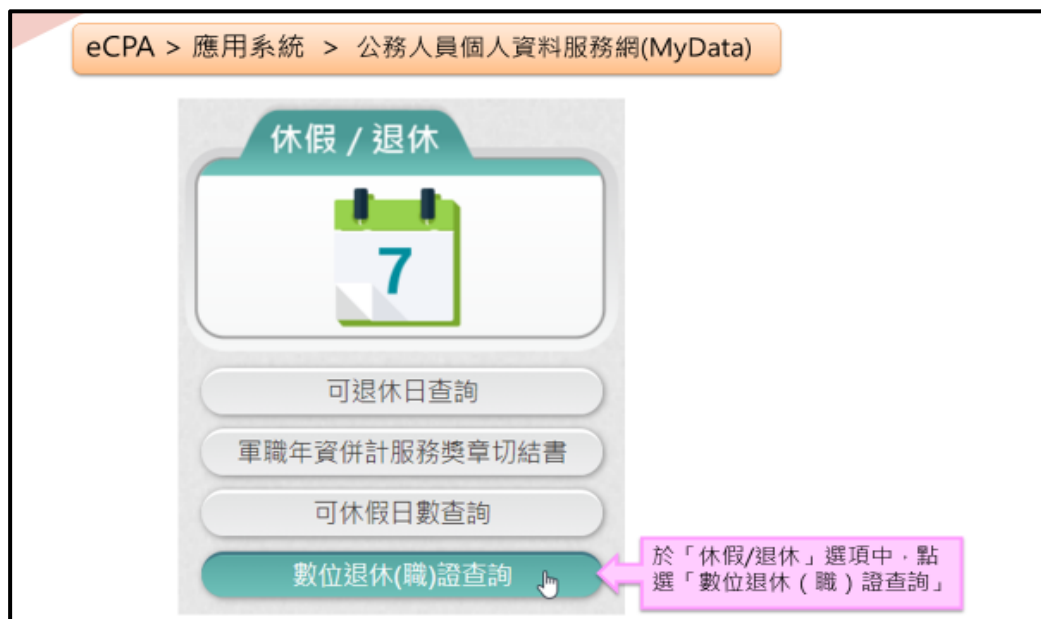 eCPA > 應用系統 > 公務人員個人資料服務網(MyData)
休假 / 退休
7
可退休日查詢
軍職年資併計服務獎章切結書
可休假日數查詢
數位退休(職)證查詢
於「休假/退休」選項中，點
選「數位退休（職）證查詢」